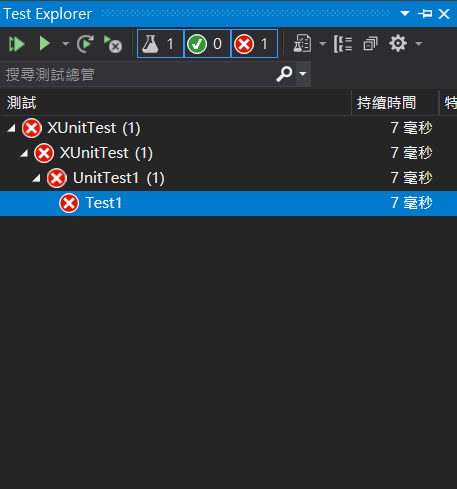 Test Explorer
1 0 1
搜尋測試總管
測試 持續時間 特
XUnitTest (1) 7 毫秒
XUnitTest (1) 7 毫秒
UnitTest1 (1) 7 毫秒
Test1 7 毫秒